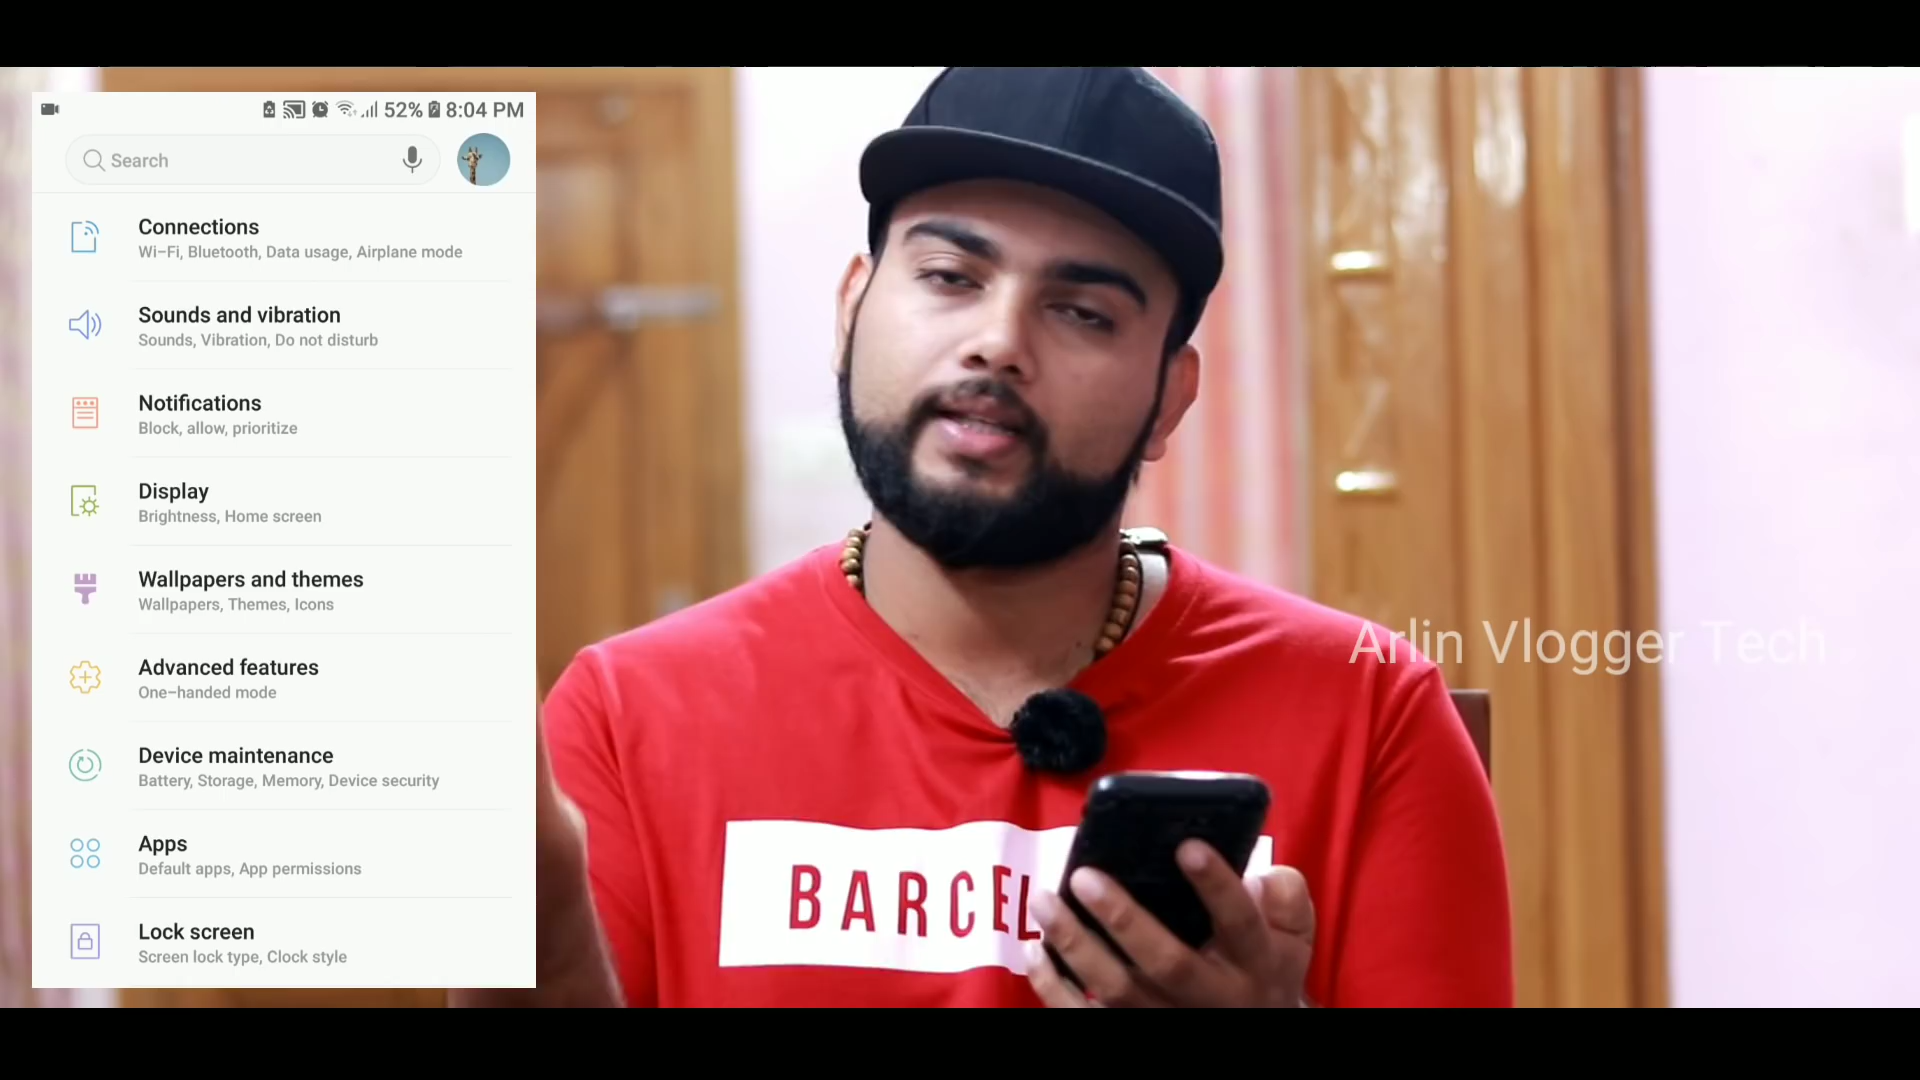 52% 8:04 PM
Search
Connections
Wi-Fi, Bluetooth, Data usage, Airplane mode
Sounds and vibration
Sounds, Vibration, Do not disturb
Notifications
Block, allow, prioritize
Display
Brightness, Home screen
Wallpapers and themes
Wallpapers, Themes, Icons
Advanced features
One-handed mode
Device maintenance
Battery, Storage, Memory, Device security
Apps
Default apps, App permissions
Lock screen
Screen lock type, Clock style
Arlin Vlogger Tech
BARCEL